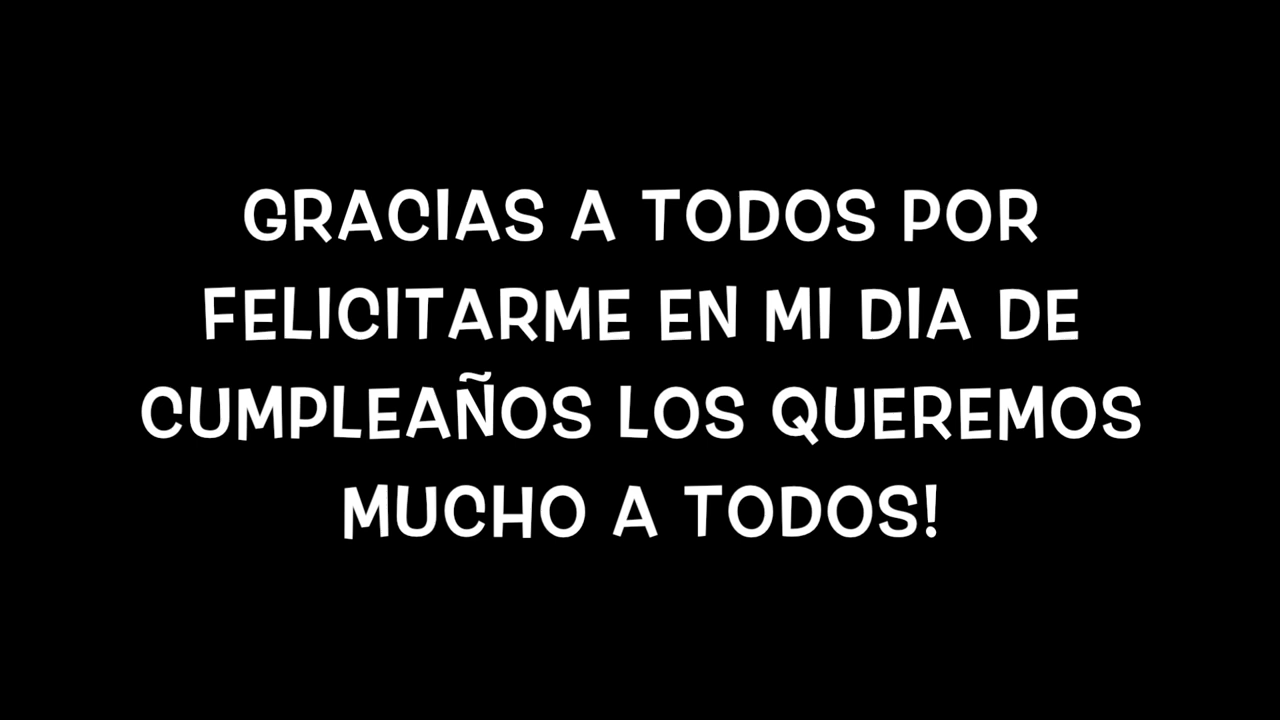 GRACIAS A TODOS POR
FELICITARME EN MI DIA DE
CUMPLEAÑOS LOS QUEREMOS
MUCHO A TODOS!